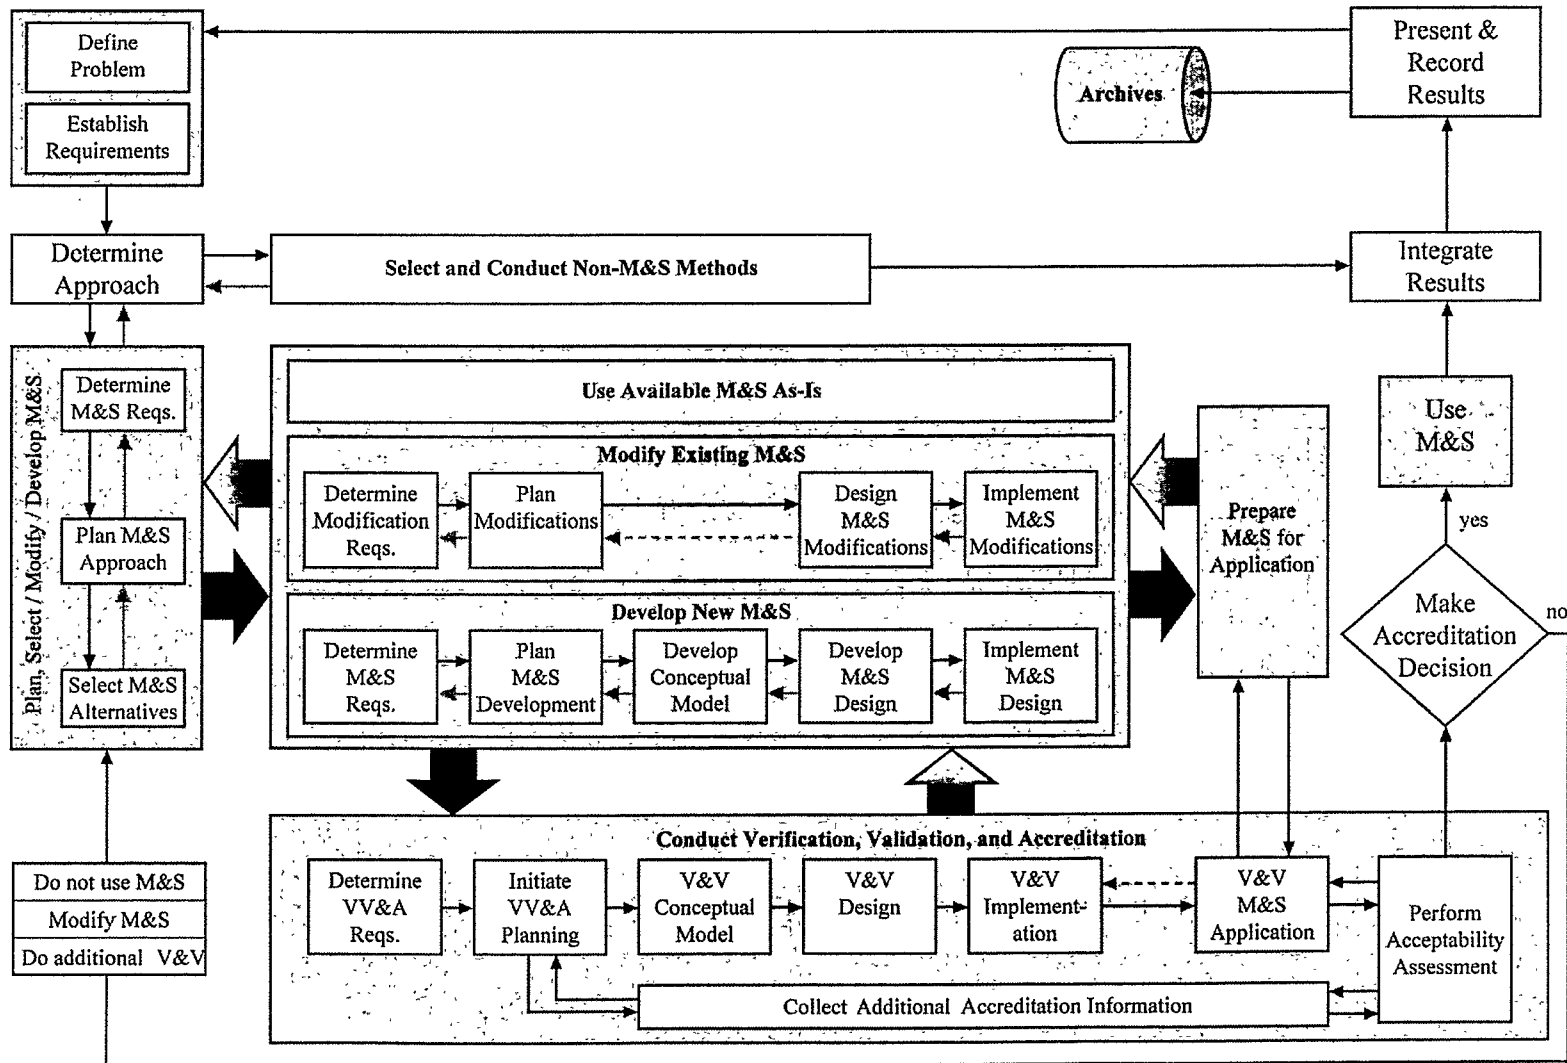 Define
Problem
Establish
Requirements
Present &
Record
Results
Archives
Determine
Approach
Select and Conduct Non-M&S Methods
Integrate
Results
Plan, Select / Modify / Develop M&S
Determine
M&S Reqs.
Plan M&S
Approach
Select M&S
Alternatives
Use Available M&S As-Is
Modify Existing M&S
Determine
Modification
Reqs.
Plan
Modifications
Design
M&S
Modifications
Implement
M&S
Modifications
Develop New M&S
Determine
M&S
Reqs.
Plan
M&S
Development
Develop
Conceptual
Model
Develop
M&S
Design
Implement
M&S
Design
Prepare
M&S for
Application
Use
M&S
yes
Make
Accreditation
Decision
no
Do not use M&S
Modify M&S
Do additional V&V
Conduct Verification, Validation, and Accreditation
Determine
VV&A
Reqs.
Initiate
VV&A
Planning
V&V
Conceptual
Model
V&V
Design
V&V
Implement-
ation
V&V
M&S
Application
Perform
Acceptability
Assessment
Collect Additional Accreditation Information